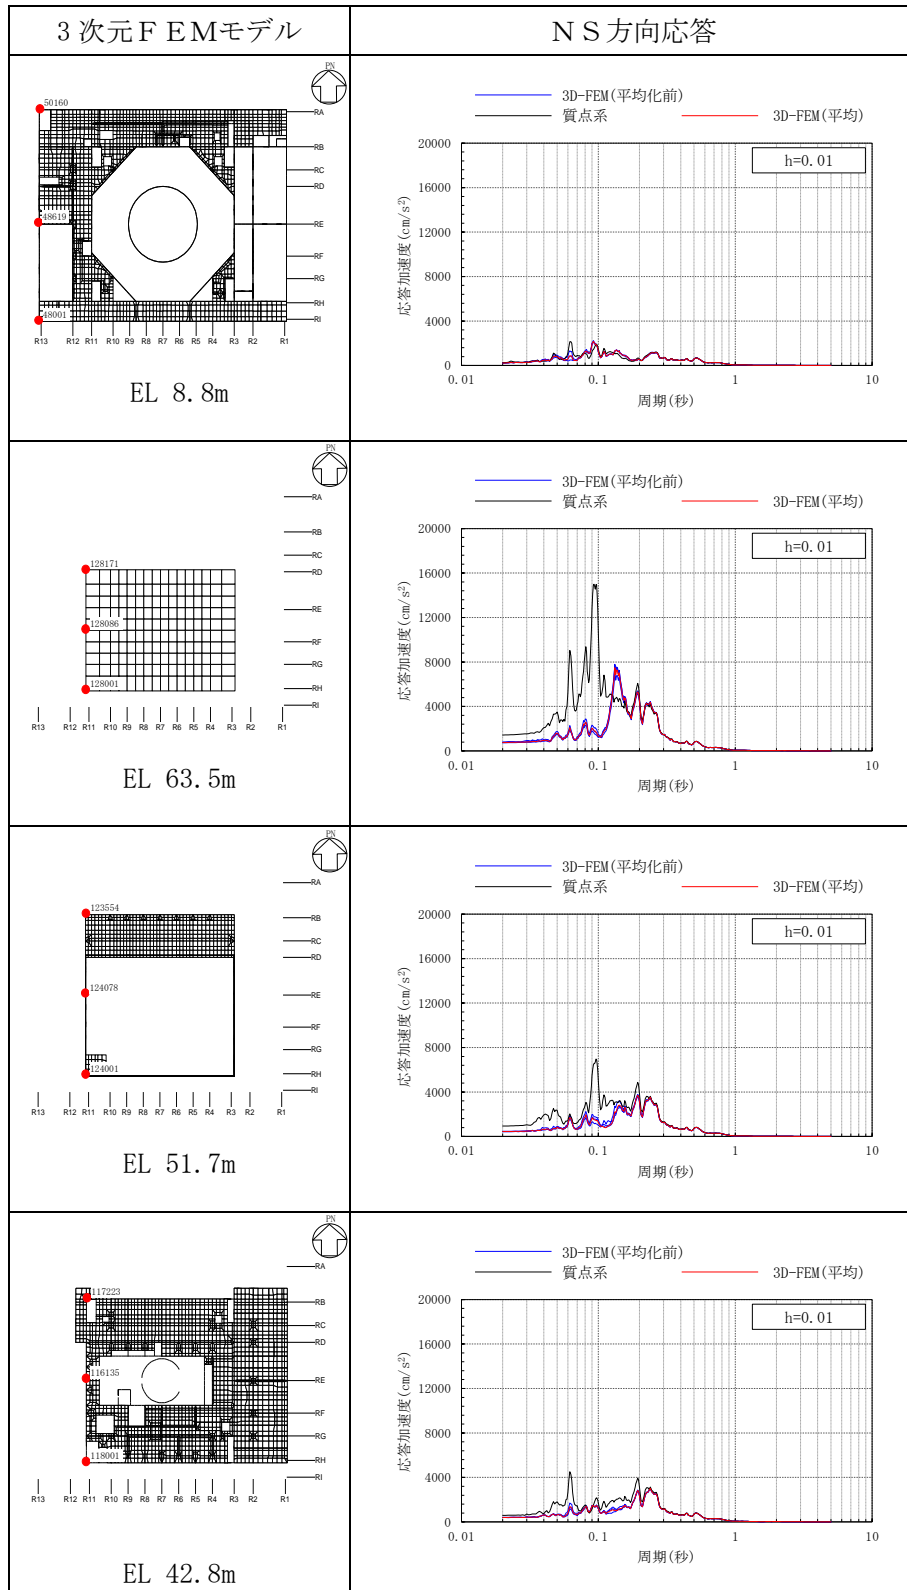 3次元FEMモデル
NS方向応答
PN
50160
48619
48001
RA
RB
RC
RD
RE
RF
RG
RH
RI
R13 R12 R11 R10 R9 R8 R7 R6 R5 R4 R3 R2 R1
EL 8.8m
3D-FEM(平均化前)
質点系 3D-FEM(平均)
h=0.01
応答加速度(cm/s²)
20000
16000
12000
8000
4000
0
0.01 0.1 1 10
周期(秒)
PN
128171
128086
128001
RA
RB
RC
RD
RE
RF
RG
RH
RI
R13 R12 R11 R10 R9 R8 R7 R6 R5 R4 R3 R2 R1
EL 63.5m
3D-FEM(平均化前)
質点系 3D-FEM(平均)
h=0.01
応答加速度(cm/s²)
20000
16000
12000
8000
4000
0
0.01 0.1 1 10
周期(秒)
PN
123554
124078
124001
RA
RB
RC
RD
RE
RF
RG
RH
RI
R13 R12 R11 R10 R9 R8 R7 R6 R5 R4 R3 R2 R1
EL 51.7m
3D-FEM(平均化前)
質点系 3D-FEM(平均)
h=0.01
応答加速度(cm/s²)
20000
16000
12000
8000
4000
0
0.01 0.1 1 10
周期(秒)
PN
117223
116135
118001
RA
RB
RC
RD
RE
RF
RG
RH
RI
R13 R12 R11 R10 R9 R8 R7 R6 R5 R4 R3 R2 R1
EL 42.8m
3D-FEM(平均化前)
質点系 3D-FEM(平均)
h=0.01
応答加速度(cm/s²)
20000
16000
12000
8000
4000
0
0.01 0.1 1 10
周期(秒)